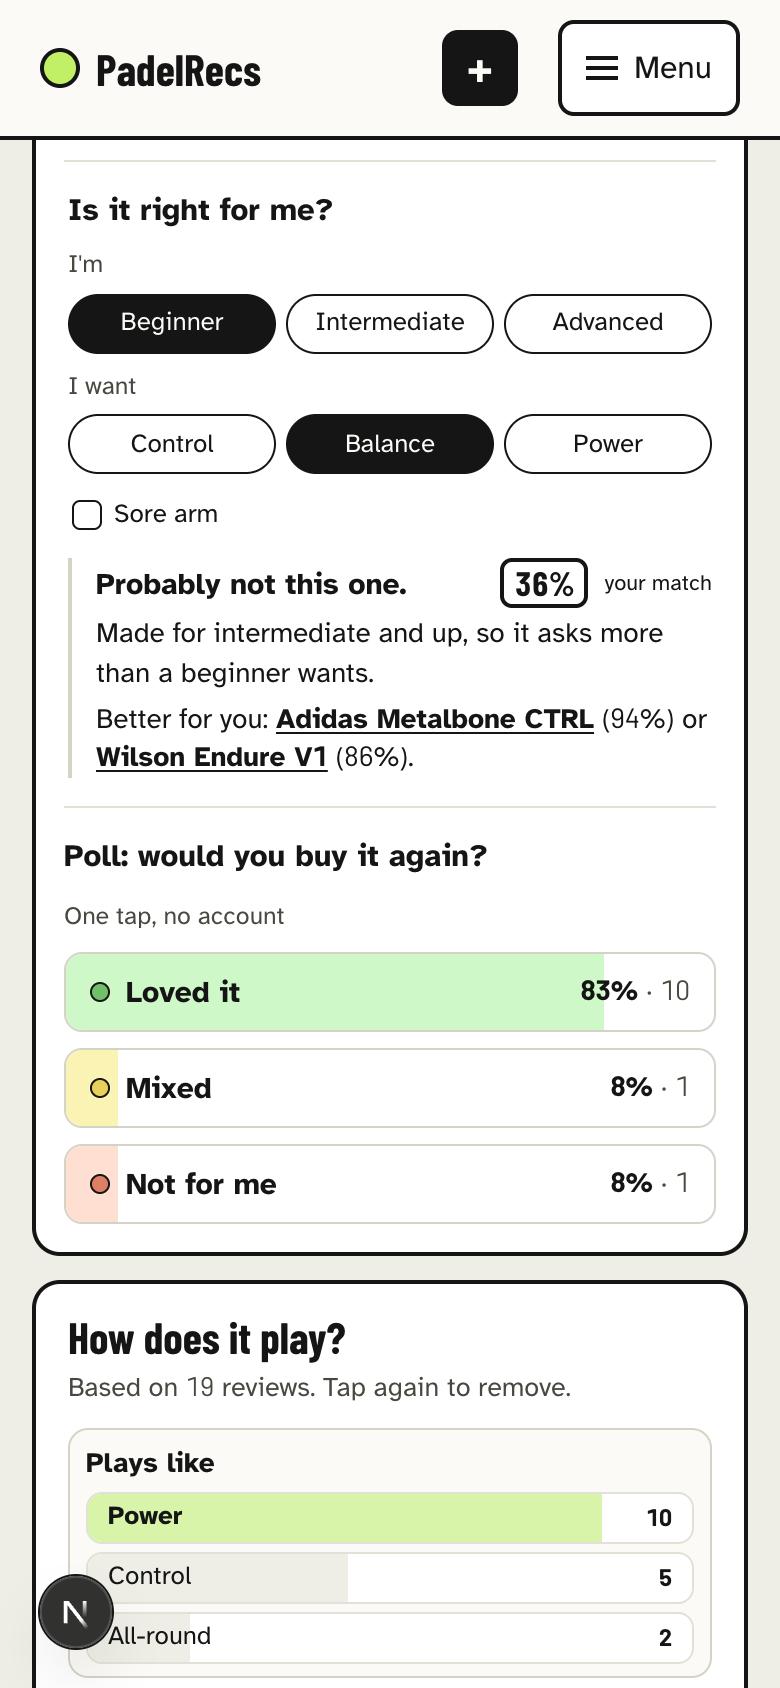 PadelRecs
+
Menu
Is it right for me?
I'm
Beginner
Intermediate
Advanced
I want
Control
Balance
Power
Sore arm
Probably not this one.
36%
your match
Made for intermediate and up, so it asks more
than a beginner wants.
Better for you: Adidas Metalbone CTRL (94%) or
Wilson Endure V1 (86%).
Poll: would you buy it again?
One tap, no account
Loved it
83% · 10
Mixed
8% · 1
Not for me
8% · 1
How does it play?
Based on 19 reviews. Tap again to remove.
Plays like
Power
10
Control
5
N
All-round
2